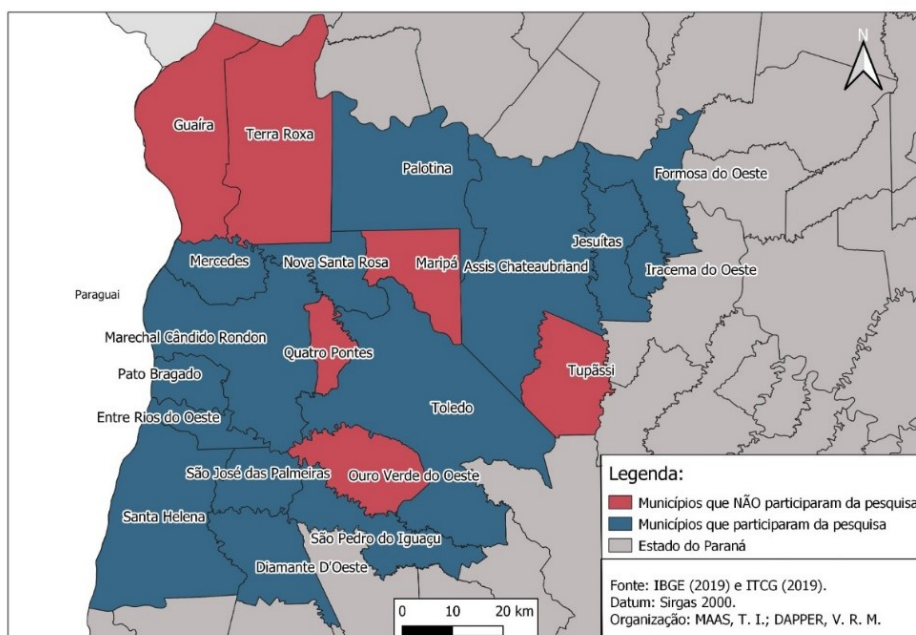 N
Guaíra
Terra Roxa
Palotina
Formosa do Oeste
Jesuítas
Mercedes
Nova Santa Rosa
Maripá
Assis Chateaubriand
Iracema do Oeste
Paraguai
Marechal Cândido Rondon
Quatro Pontes
Pato Bragado
Tupãssi
Entre Rios do Oeste
Toledo
São José das Palmeiras
Ouro Verde do Oeste
Santa Helena
São Pedro do Iguaçu
Diamante D'Oeste
0 10 20 km
Legenda:
Municípios que NÃO participaram da pesquisa
Municípios que participaram da pesquisa
Estado do Paraná
Fonte: IBGE (2019) e ITCG (2019).
Datum: Sirgas 2000.
Organização: MAAS, T. I.; DAPPER, V. R. M.